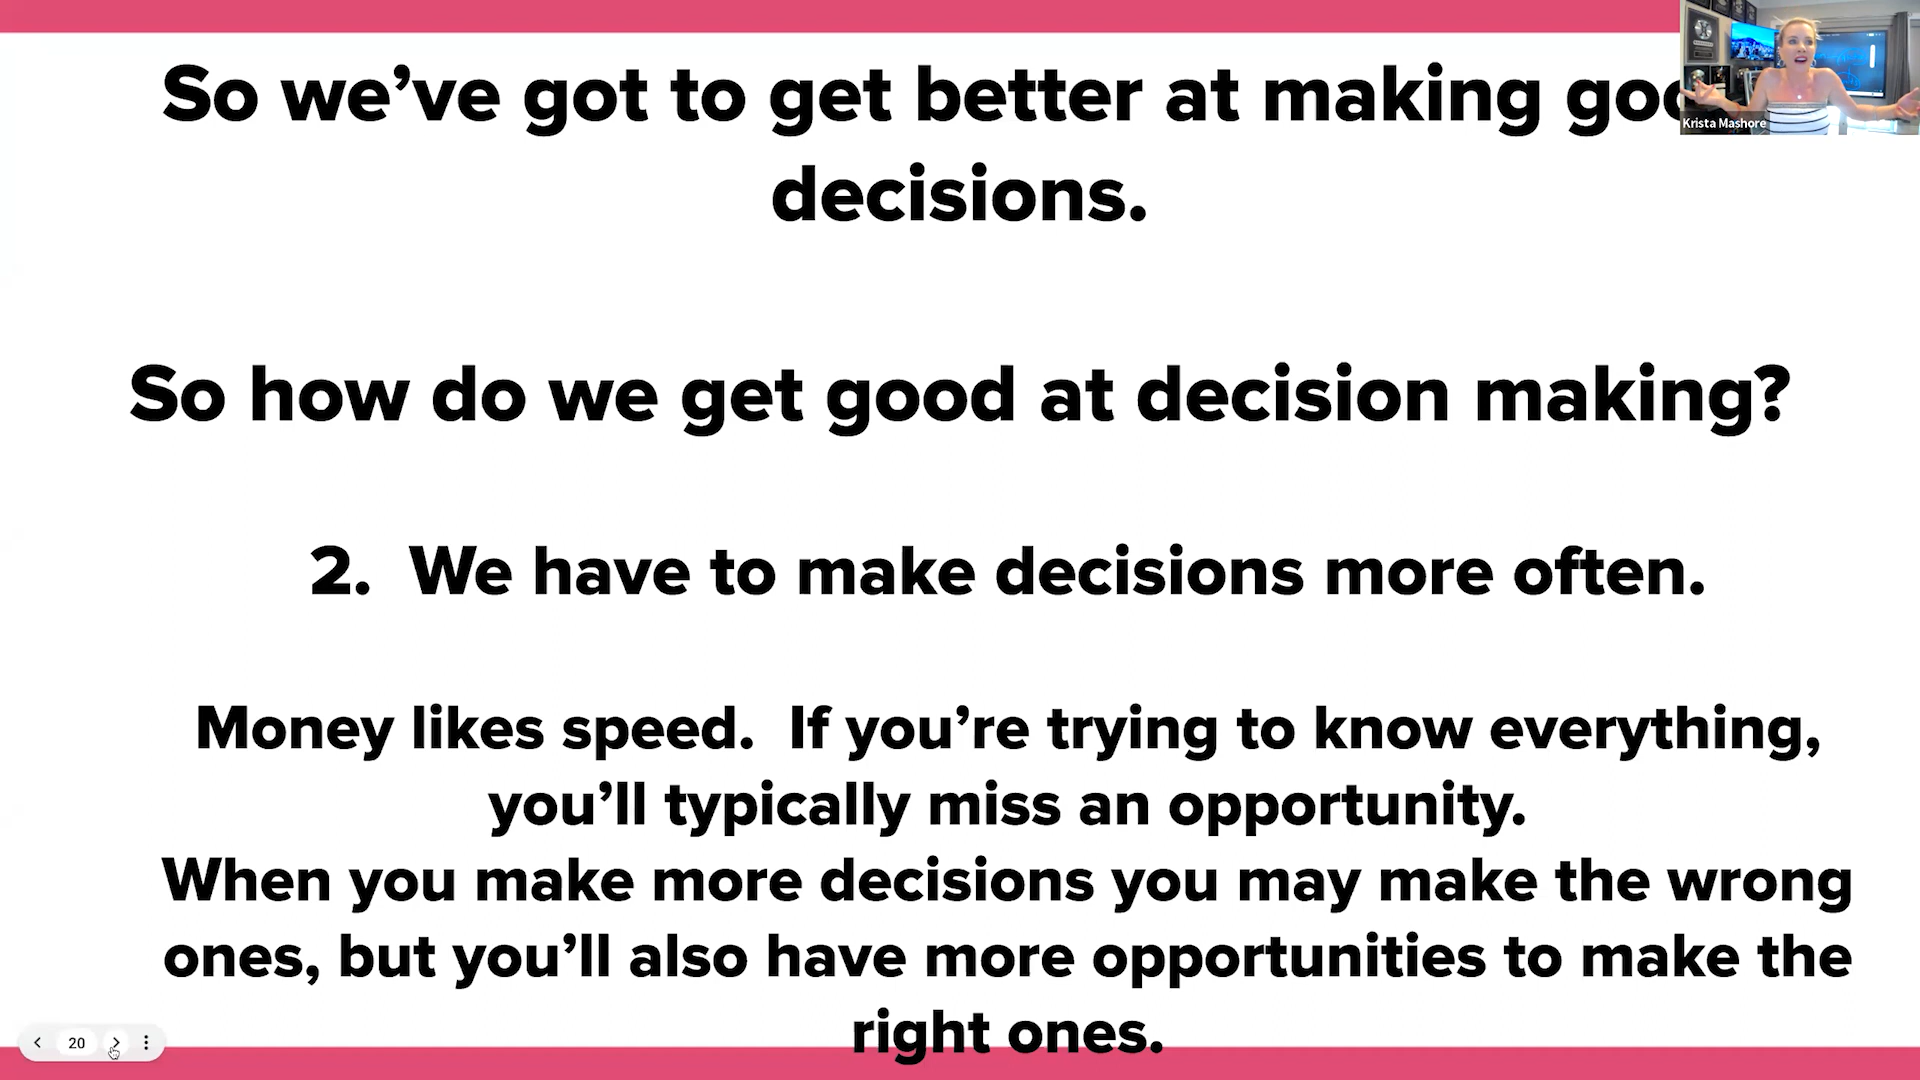 So we've got to get better at making
decisions.
Krista Mashore
So how do we get good at decision making?
2. We have to make decisions more often.
Money likes speed. If you're trying to know everything,
you'll typically miss an opportunity.
When you make more decisions you may make the wrong
ones, but you'll also have more opportunities to make the
right ones.
20